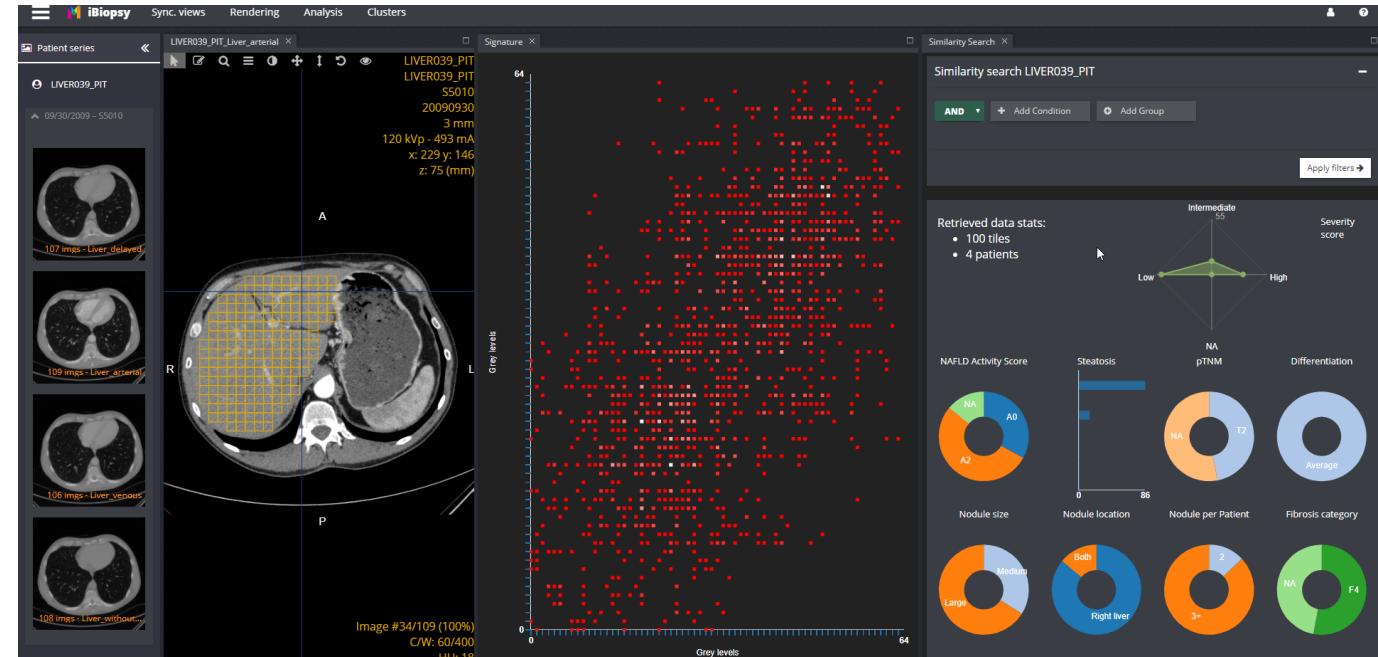 iBiopsy Sync. views Rendering Analysis Clusters
Patient series
LIVER039_PIT
09/30/2009 – S5010
107 imgs - Liver_delayed
109 imgs - Liver_arterial
106 imgs - Liver_venous
108 imgs - Liver_without...
LIVER039_PIT_Liver_arterial
LIVER039_PIT
LIVER039_PIT
S5010
20090930
3 mm
120 kVp - 493 mA
x: 229 y: 146
z: 75 (mm)
A
R
L
P
Image #34/109 (100%)
C/W: 60/400
HU: 18
Signature
64
Grey levels
0
0
64
Grey levels
Similarity Search
Similarity search LIVER039_PIT
AND
Add Condition
Add Group
Apply filters
Retrieved data stats:
100 tiles
4 patients
Severity
score
Intermediate
55
Low
High
NA
NAFLD Activity Score
NA
A0
A2
Steatosis
0
86
pTNM
NA
T2
Differentiation
Average
Nodule size
Medium
Large
Nodule location
Both
Right liver
Nodule per Patient
2
3+
Fibrosis category
NA
F4